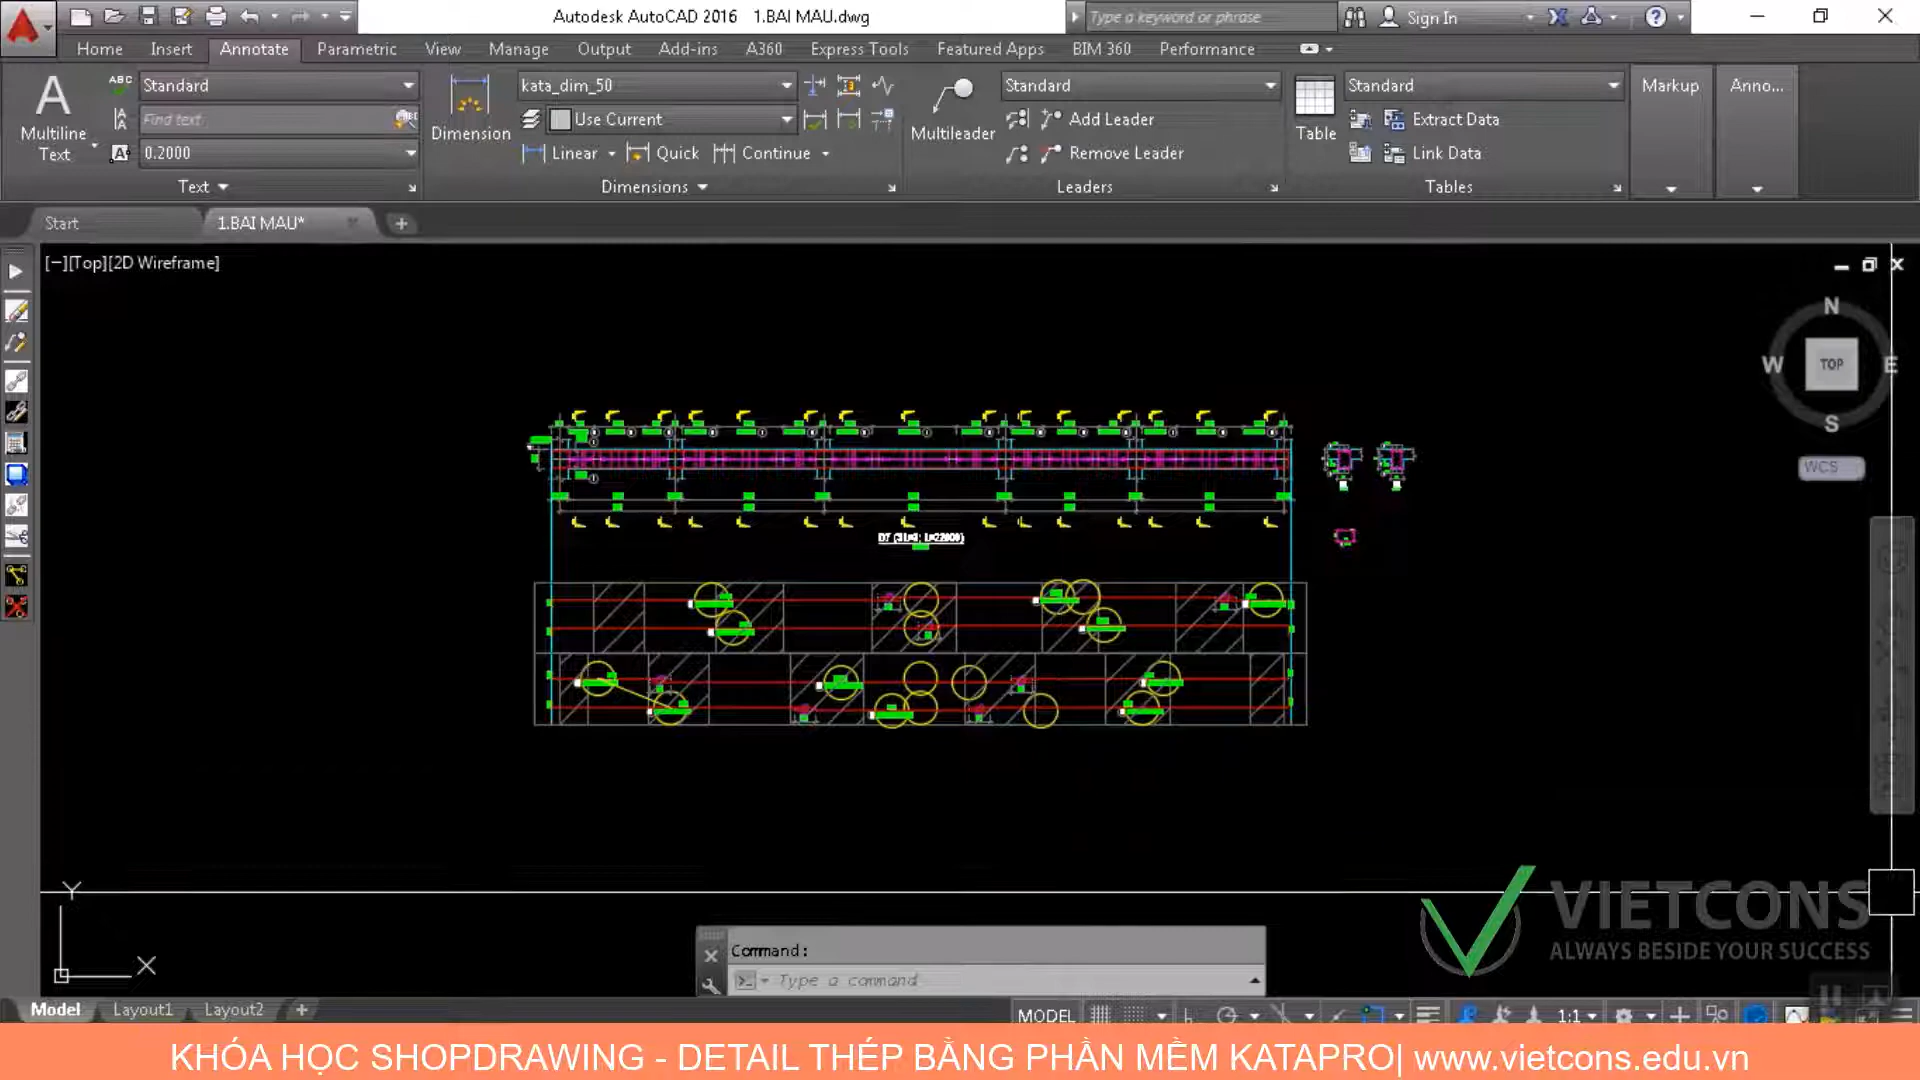 Autodesk AutoCAD 2016 1.BAI MAU.dwg
Type a keyword or phrase
Sign In
Home Insert Annotate Parametric View Manage Output Add-ins A360 Express Tools Featured Apps BIM 360 Performance
Standard
Find text
0.2000
Multiline
Text
Text
Dimension
kata_dim_50
Use Current
Linear Quick Continue
Dimensions
Multileader
Standard
Add Leader
Remove Leader
Leaders
Table
Standard
Extract Data
Link Data
Tables
Markup
Anno...
Start 1.BAI MAU*
[−][Top][2D Wireframe]
N
W TOP E
S
WCS
VIETCONS
ALWAYS BESIDE YOUR SUCCESS
Y
X
Command:
Type a command
Model Layout1 Layout2
MODEL 1:1
KHÓA HỌC SHOPDRAWING - DETAIL THÉP BẰNG PHẦN MỀM KATAPRO| www.vietcons.edu.vn